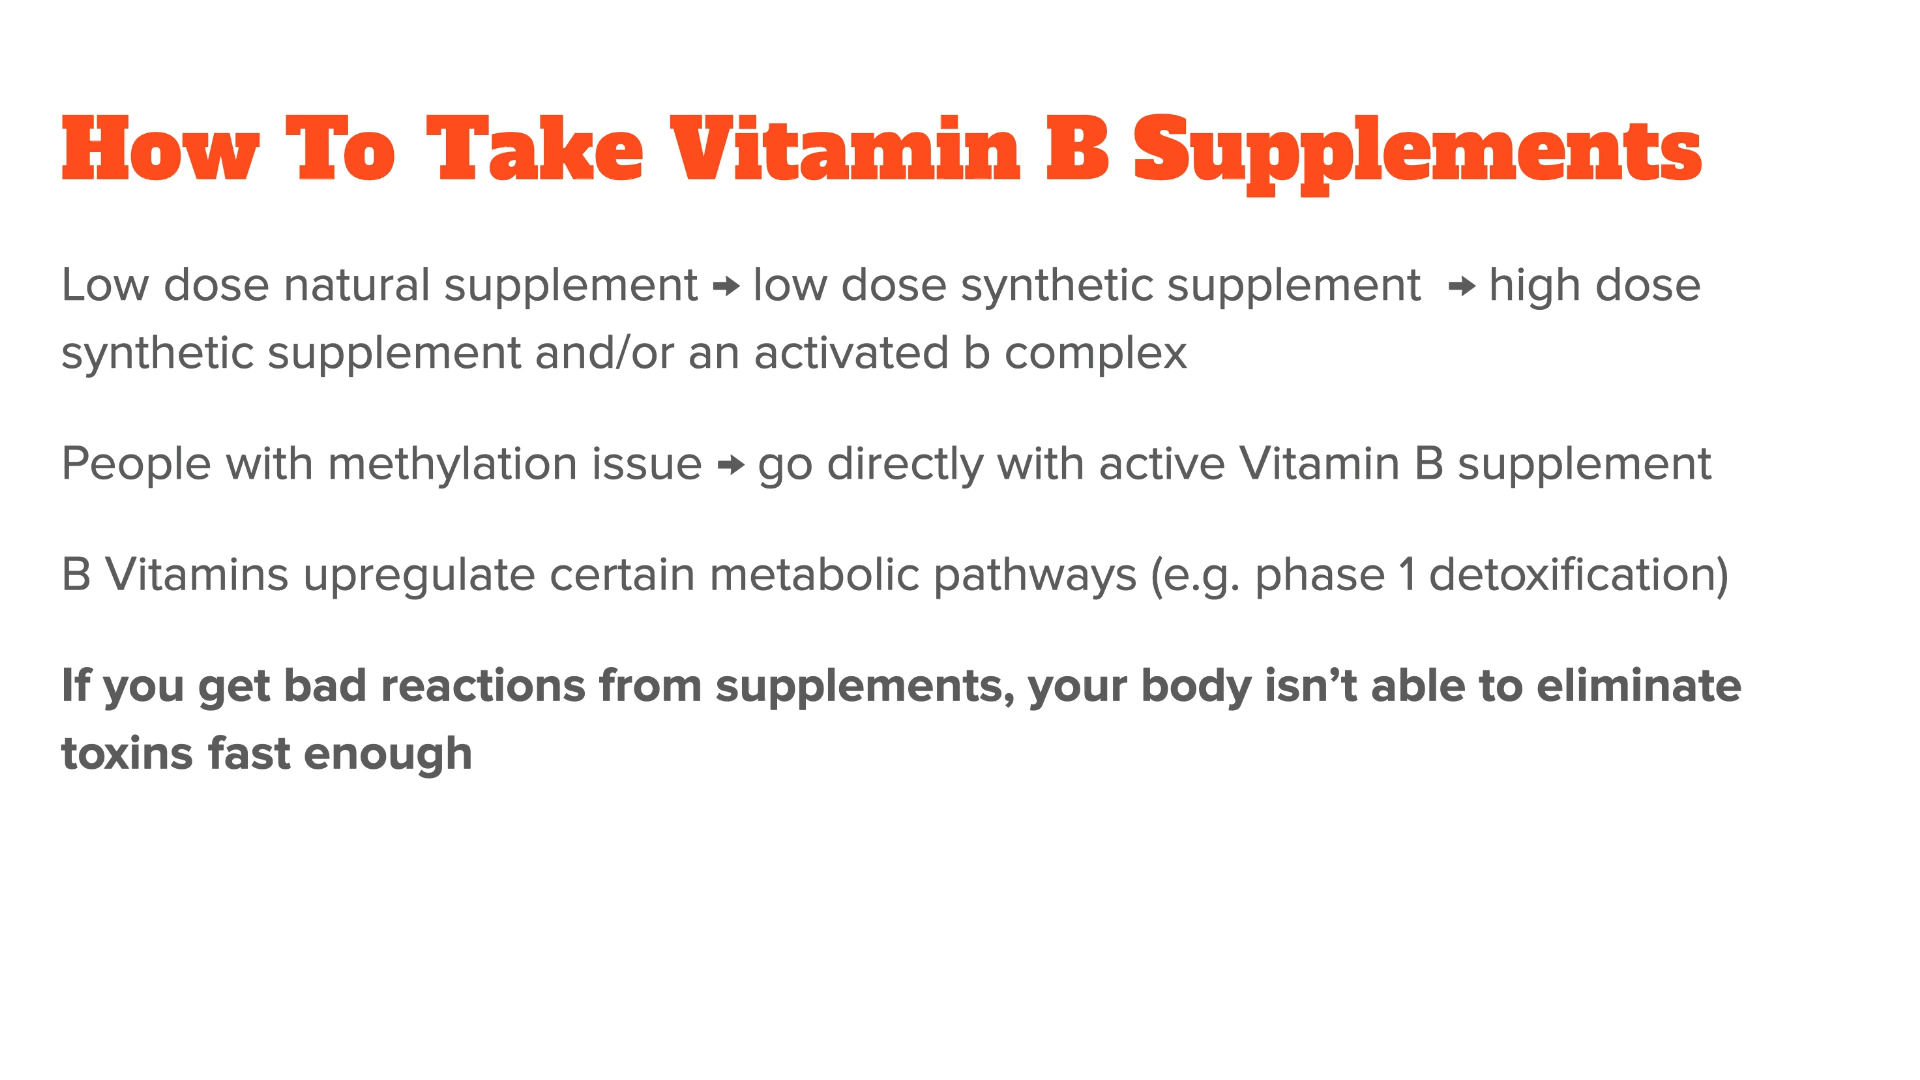 How To Take Vitamin B Supplements
Low dose natural supplement → low dose synthetic supplement → high dose
synthetic supplement and/or an activated b complex
People with methylation issue → go directly with active Vitamin B supplement
B Vitamins upregulate certain metabolic pathways (e.g. phase 1 detoxification)
If you get bad reactions from supplements, your body isn’t able to eliminate
toxins fast enough